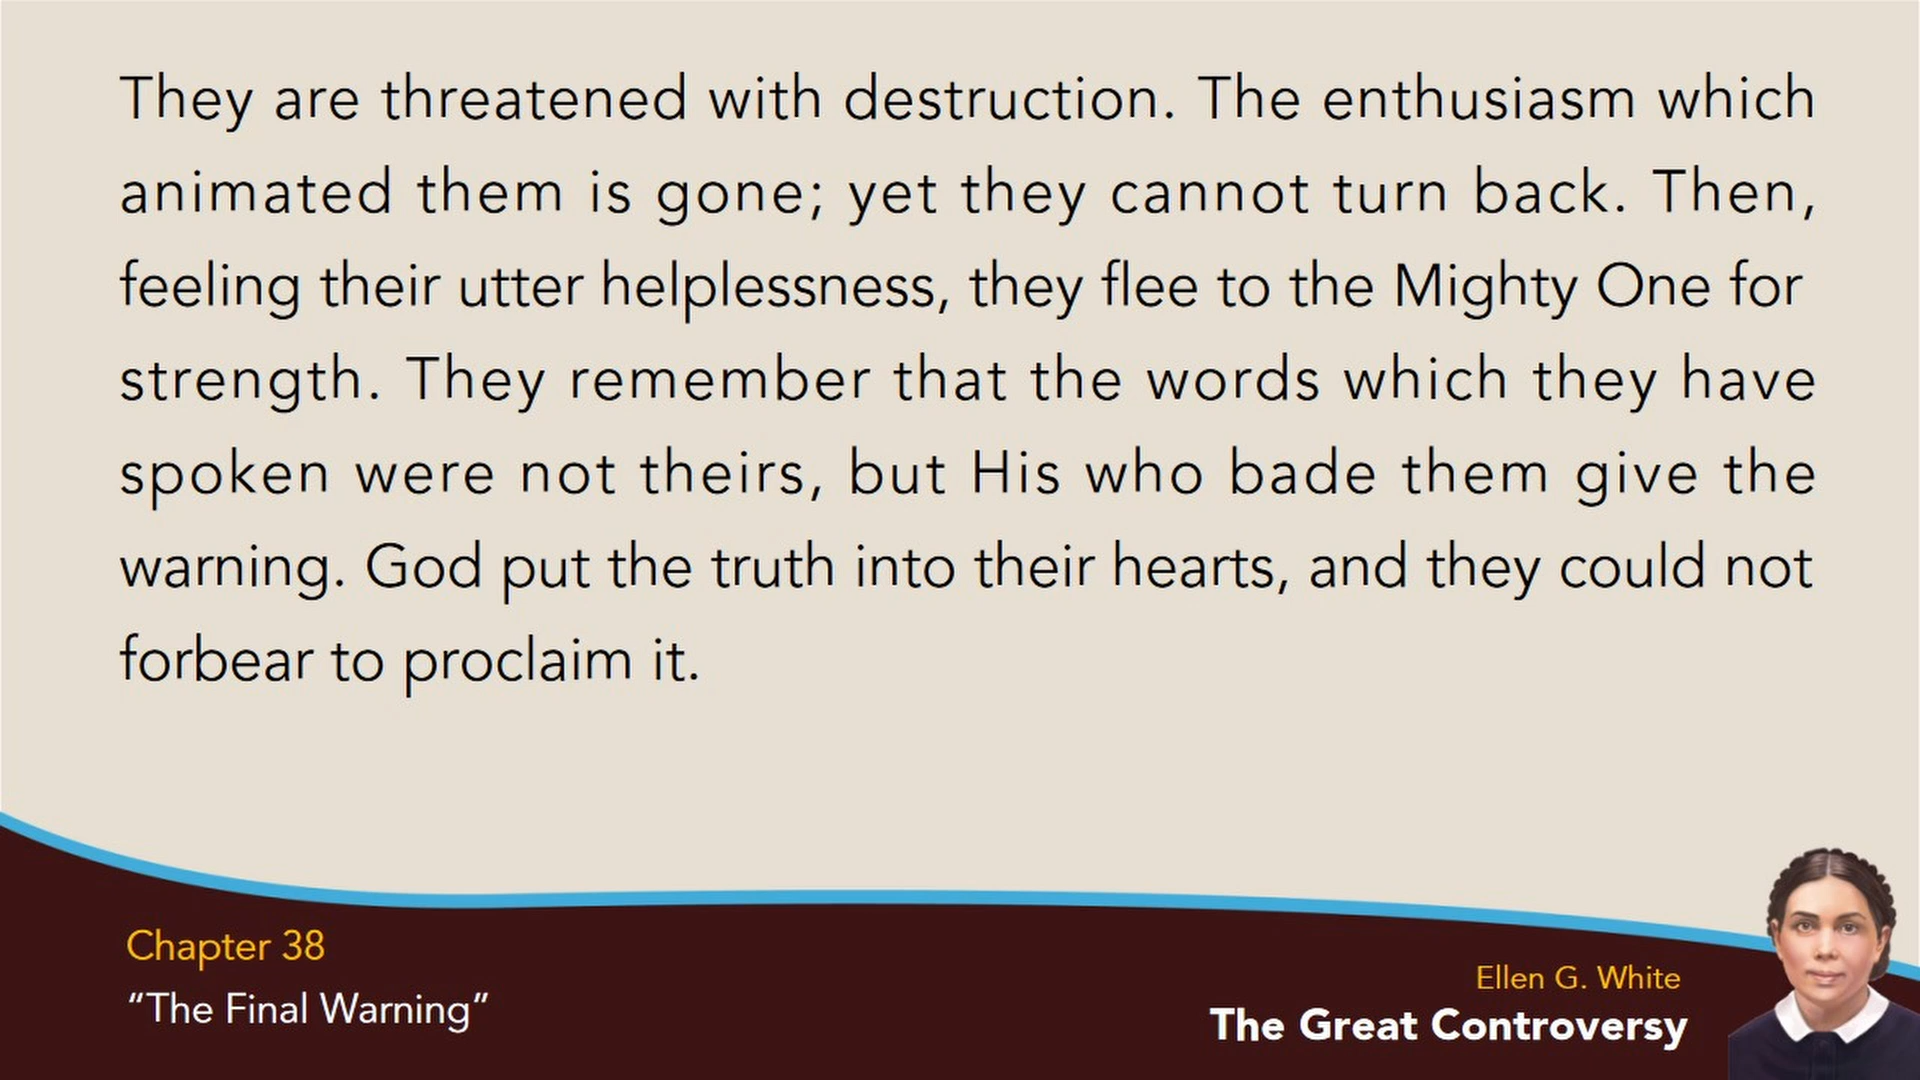 They are threatened with destruction. The enthusiasm which
animated them is gone; yet they cannot turn back. Then,
feeling their utter helplessness, they flee to the Mighty One for
strength. They remember that the words which they have
spoken were not theirs, but His who bade them give the
warning. God put the truth into their hearts, and they could not
forbear to proclaim it.
Chapter 38
“The Final Warning”
Ellen G. White
The Great Controversy